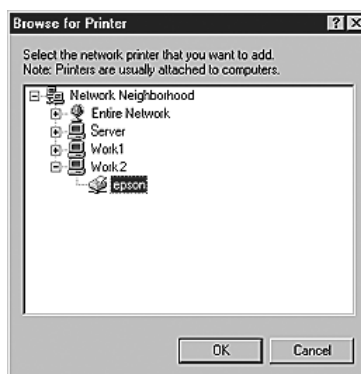 Browse for Printer
Select the network printer that you want to add.
Note: Printers are usually attached to computers.
Network Neighborhood
Entire Network
Server
Work1
Work2
epson
OK Cancel